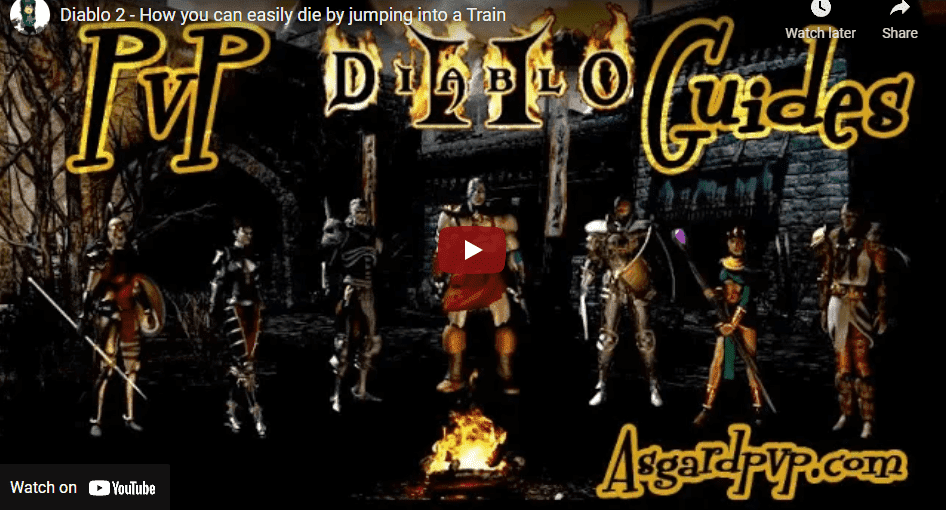 Diablo 2 - How you can easily die by jumping into a Train
Watch later
Share
PvP
DIABLO II
Guides
Asgardpvp.com
Watch on YouTube